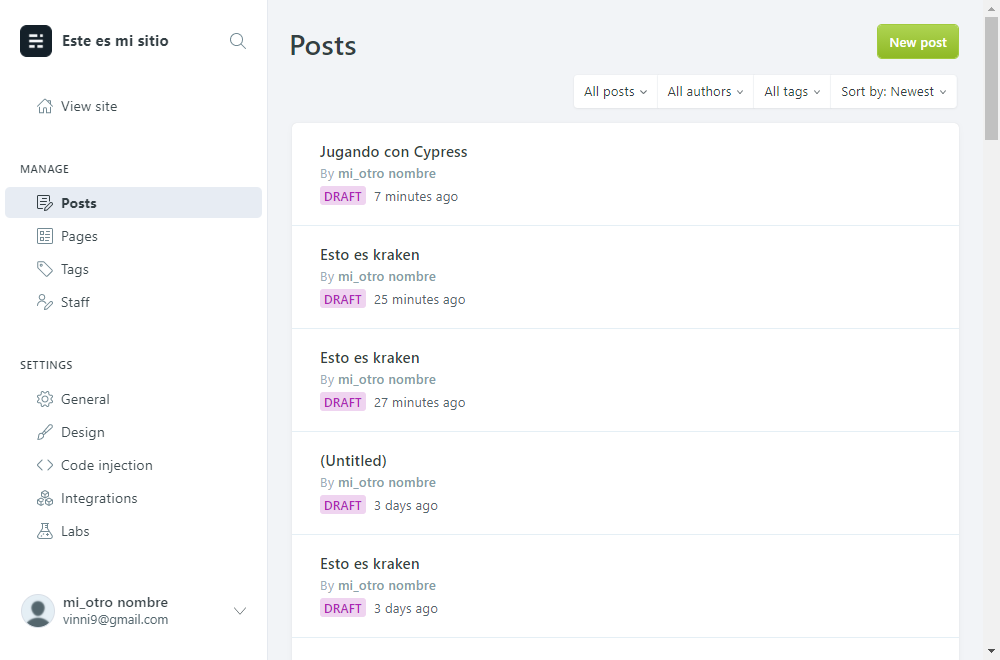 Este es mi sitio
View site
MANAGE
Posts
Pages
Tags
Staff
SETTINGS
General
Design
Code injection
Integrations
Labs
mi_otro nombre
vinni9@gmail.com
Posts
New post
All posts
All authors
All tags
Sort by: Newest
Jugando con Cypress
By mi_otro nombre
DRAFT 7 minutes ago
Esto es kraken
By mi_otro nombre
DRAFT 25 minutes ago
Esto es kraken
By mi_otro nombre
DRAFT 27 minutes ago
(Untitled)
By mi_otro nombre
DRAFT 3 days ago
Esto es kraken
By mi_otro nombre
DRAFT 3 days ago